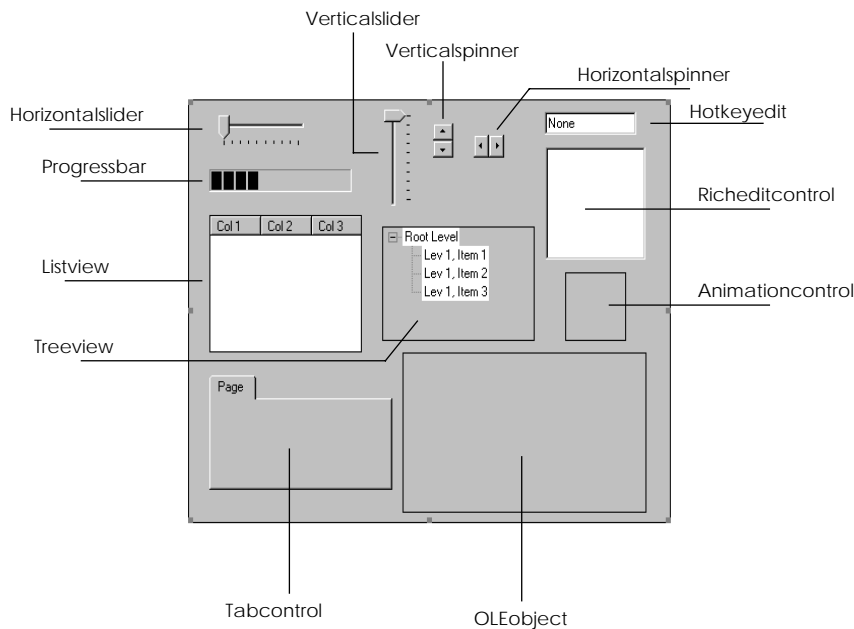 Verticalslider
Verticalspinner
Horizontalspinner
Horizontalslider
None
Hotkeyedit
Progressbar
Richeditcontrol
Col 1 Col 2 Col 3
Root Level
Lev 1, Item 1
Lev 1, Item 2
Lev 1, Item 3
Listview
Animationcontrol
Treeview
Page
Tabcontrol
OLEobject